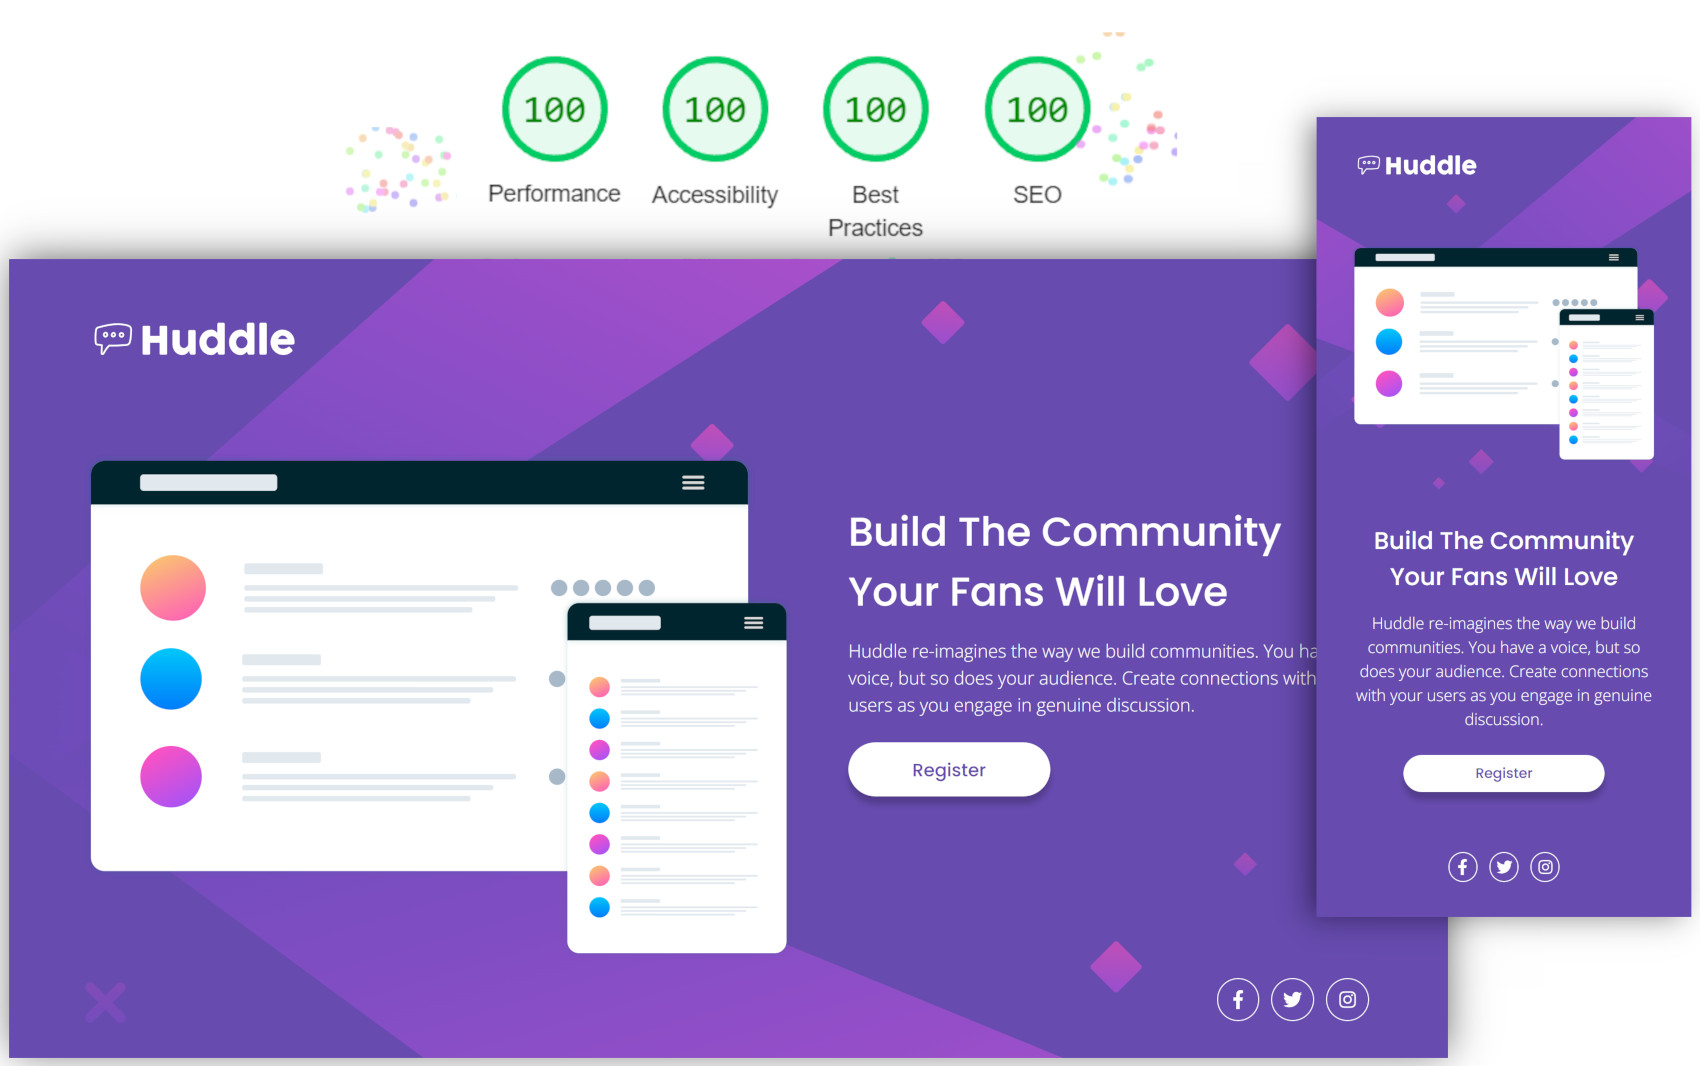 100
100
100
100
Performance
Accessibility
Best
Practices
SEO
Huddle
Build The Community
Your Fans Will Love
Huddle re-imagines the way we build communities. You ha
voice, but so does your audience. Create connections with
users as you engage in genuine discussion.
Register
Huddle
Build The Community
Your Fans Will Love
Huddle re-imagines the way we build
communities. You have a voice, but so
does your audience. Create connections
with your users as you engage in genuine
discussion.
Register